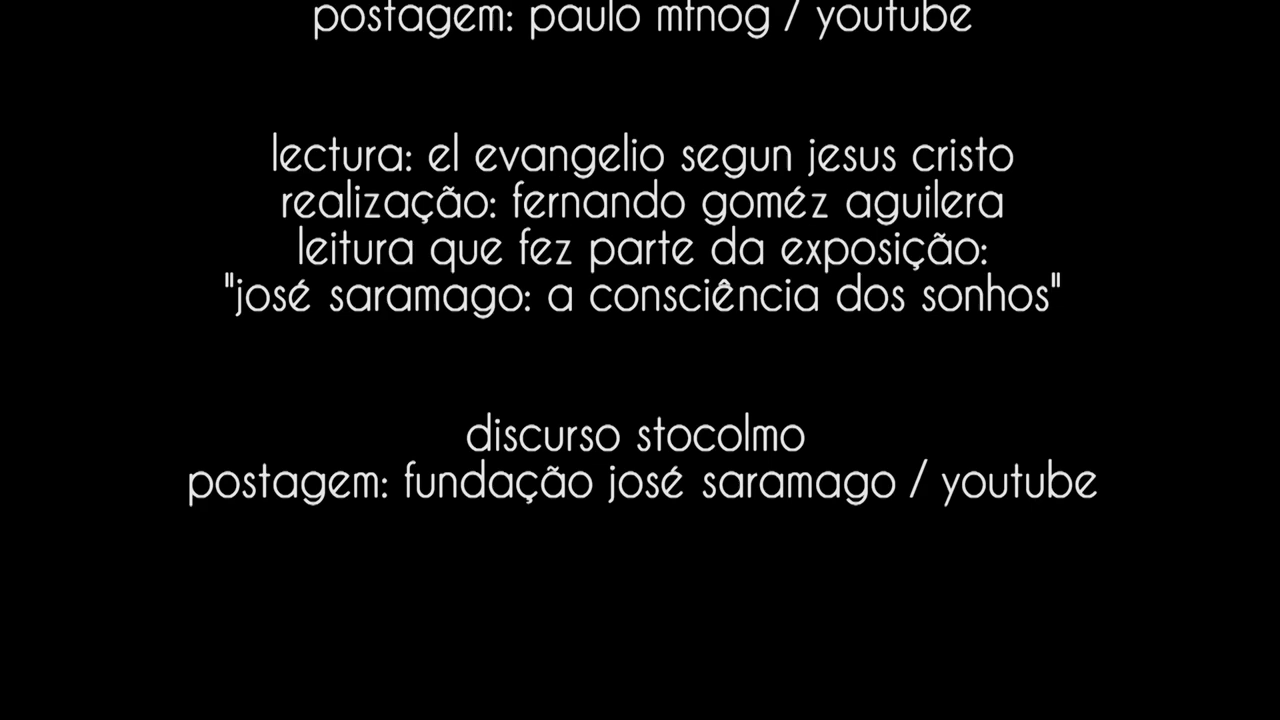 postagem: paulo mfnog / youtube
lectura: el evangelio segun jesus cristo
realização: fernando goméz aguilera
leitura que fez parte da exposição:
"josé saramago: a consciência dos sonhos"
discurso stocolmo
postagem: fundação josé saramago / youtube